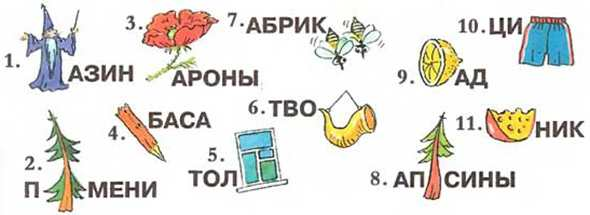 1. АЗИН
2. П МЕНИ
3. АРОНЫ
4. БАСА
5. ТОЛ
6. ТВО
7. АБРИК
8. АП СИНЫ
9. АД
10. ЦИ
11. НИК